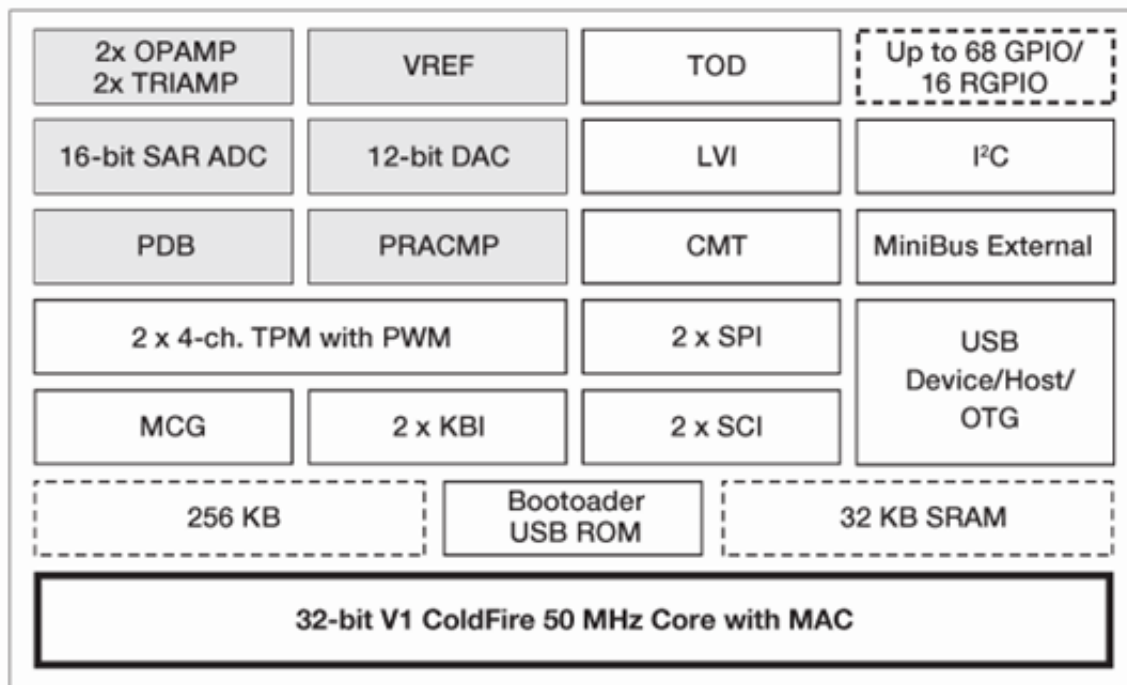 2x OPAMP
2x TRIAMP
VREF
TOD
Up to 68 GPIO/
16 RGPIO
16-bit SAR ADC
12-bit DAC
LVI
I²C
PDB
PRACMP
CMT
MiniBus External
2 x 4-ch. TPM with PWM
2 x SPI
USB
Device/Host/
OTG
MCG
2 x KBI
2 x SCI
256 KB
Bootoader
USB ROM
32 KB SRAM
32-bit V1 ColdFire 50 MHz Core with MAC